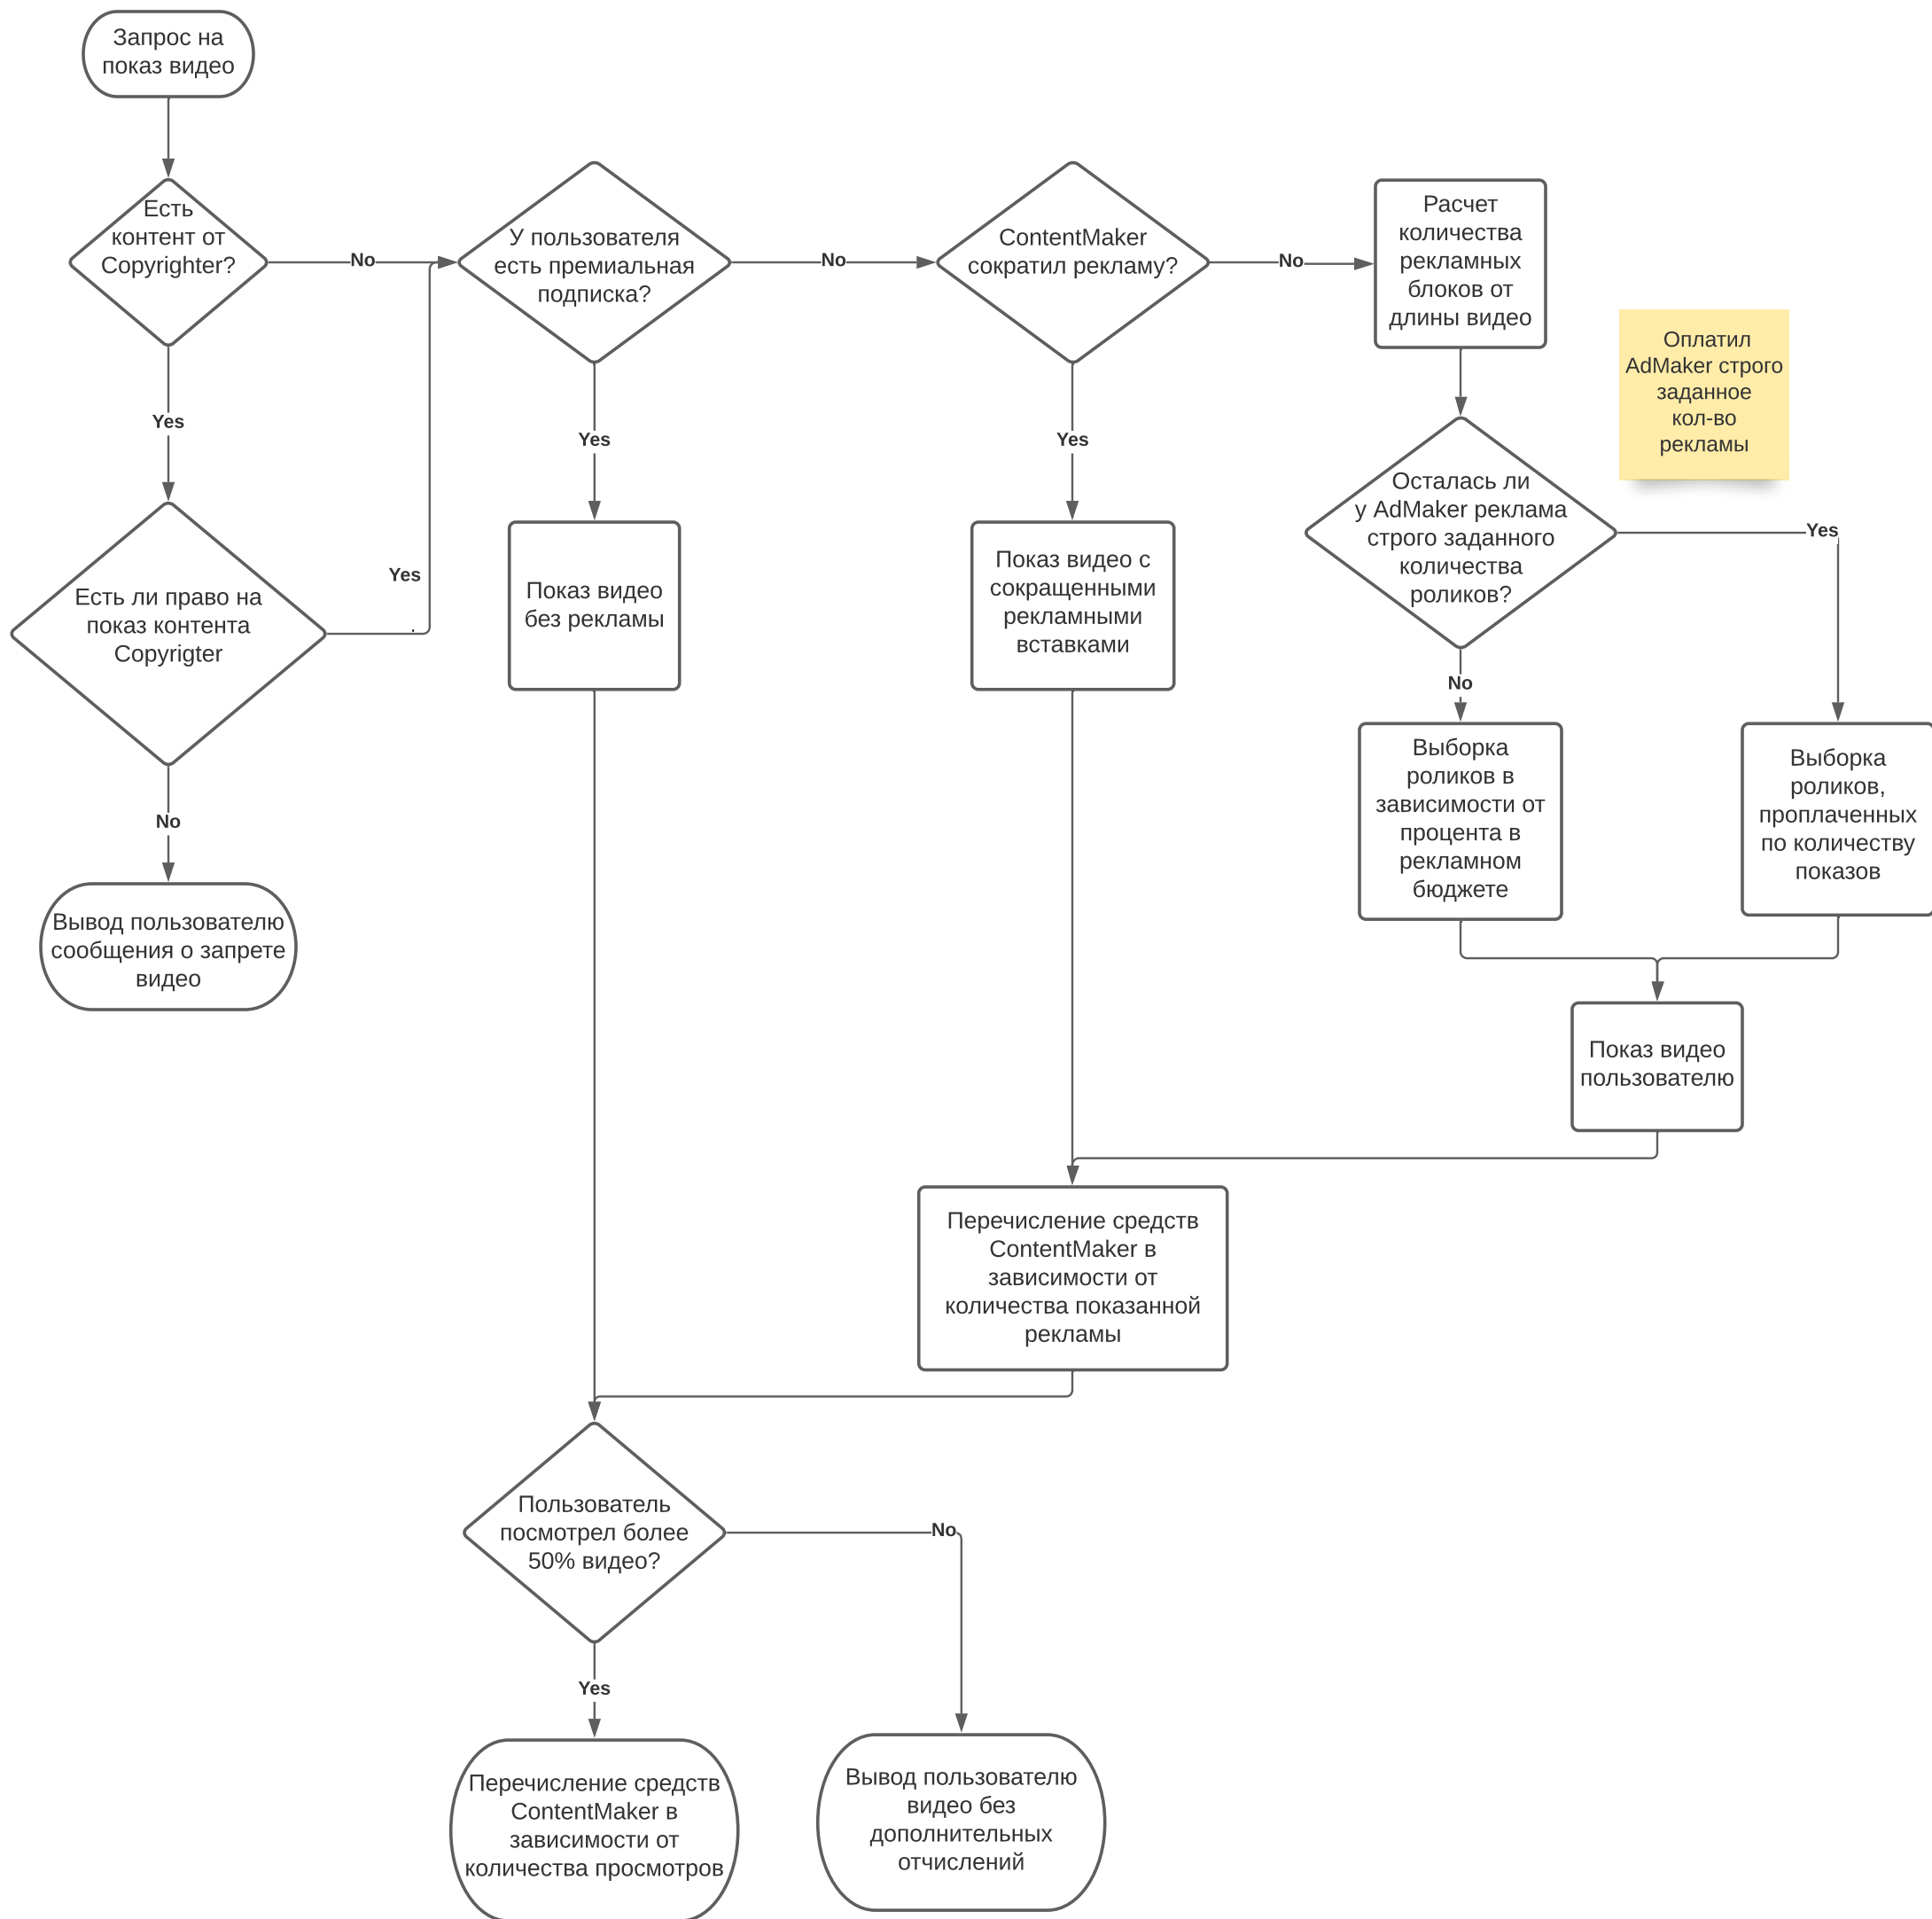 Запрос на
показ видео
Есть
контент от
Copyrighter?
No
У пользователя
есть премиальная
подписка?
No
ContentMaker
сократил рекламу?
No
Расчет
количества
рекламных
блоков от
длины видео
Оплатил
AdMaker строго
заданное
кол-во
рекламы
Yes
Yes
Yes
Осталась ли
у AdMaker реклама
строго заданного
количества
роликов?
Yes
Есть ли право на
показ контента
Copyrigter
Yes
.
Показ видео
без рекламы
Показ видео с
сокращенными
рекламными
вставками
No
Выборка
роликов в
зависимости от
процента в
рекламном
бюджете
Выборка
роликов,
проплаченных
по количеству
показов
No
Вывод пользователю
сообщения о запрете
видео
Показ видео
пользователю
Перечисление средств
ContentMaker в
зависимости от
количества показанной
рекламы
Пользователь
посмотрел более
50% видео?
No
Yes
Перечисление средств
ContentMaker в
зависимости от
количества просмотров
Вывод пользователю
видео без
дополнительных
отчислений